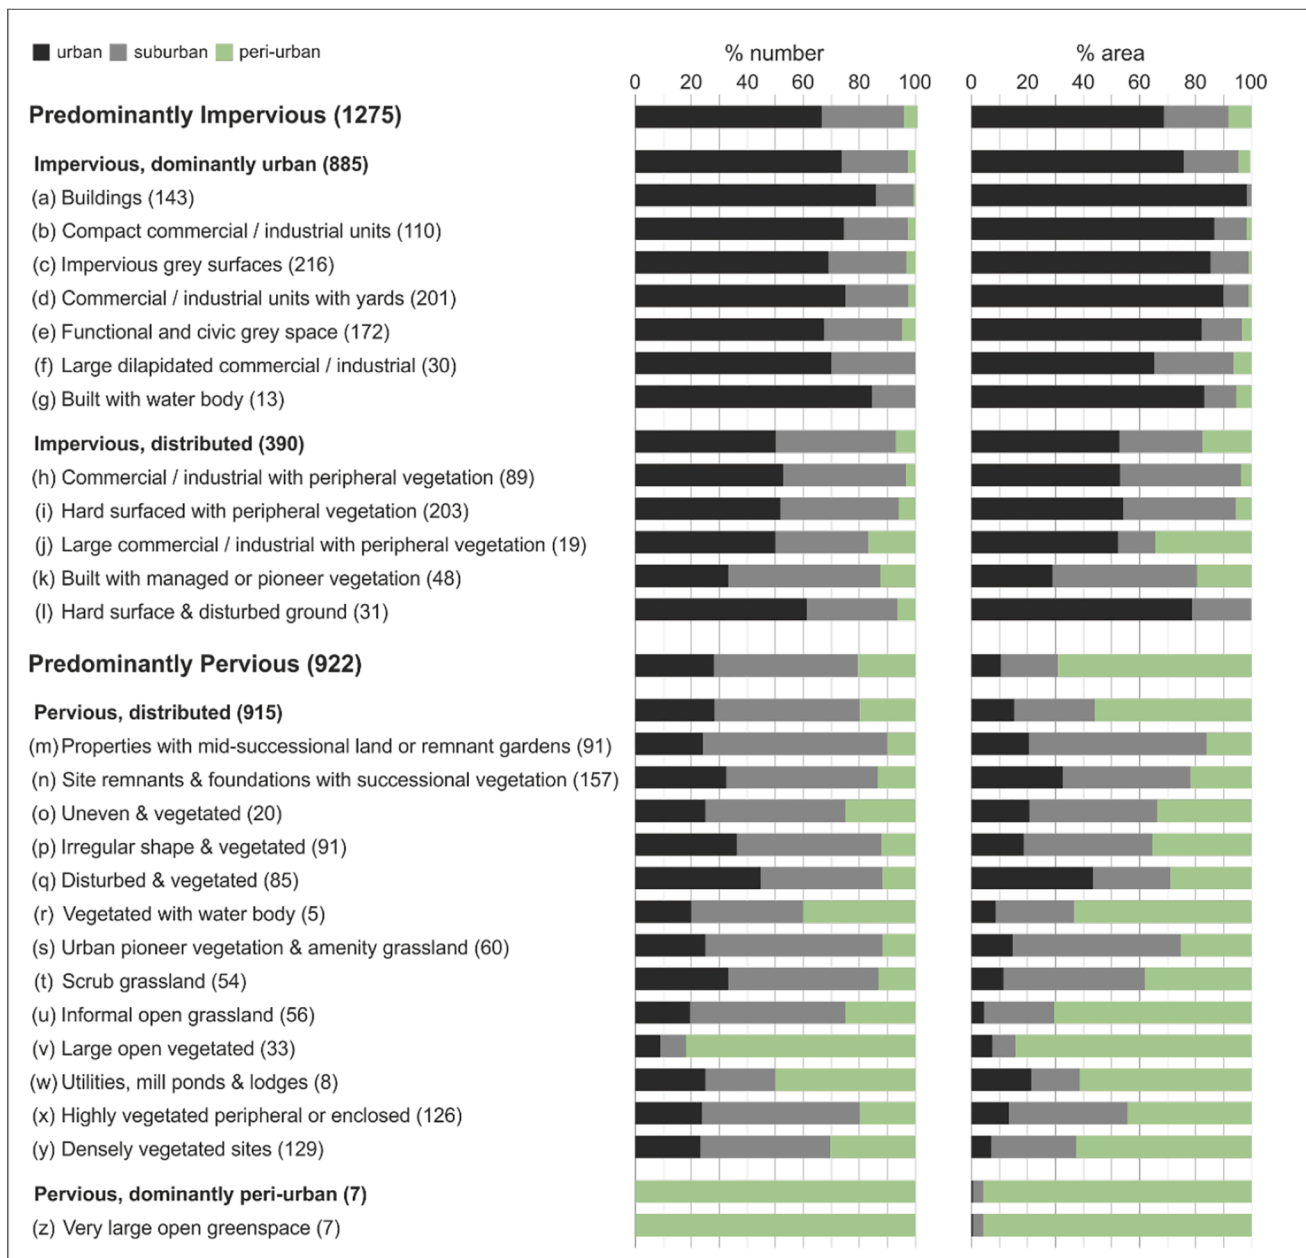 urban suburban peri-urban
% number % area
0 20 40 60 80 100 0 20 40 60 80 100
Predominantly Impervious (1275)
Impervious, dominantly urban (885)
(a) Buildings (143)
(b) Compact commercial / industrial units (110)
(c) Impervious grey surfaces (216)
(d) Commercial / industrial units with yards (201)
(e) Functional and civic grey space (172)
(f) Large dilapidated commercial / industrial (30)
(g) Built with water body (13)
Impervious, distributed (390)
(h) Commercial / industrial with peripheral vegetation (89)
(i) Hard surfaced with peripheral vegetation (203)
(j) Large commercial / industrial with peripheral vegetation (19)
(k) Built with managed or pioneer vegetation (48)
(l) Hard surface & disturbed ground (31)
Predominantly Pervious (922)
Pervious, distributed (915)
(m) Properties with mid-successional land or remnant gardens (91)
(n) Site remnants & foundations with successional vegetation (157)
(o) Uneven & vegetated (20)
(p) Irregular shape & vegetated (91)
(q) Disturbed & vegetated (85)
(r) Vegetated with water body (5)
(s) Urban pioneer vegetation & amenity grassland (60)
(t) Scrub grassland (54)
(u) Informal open grassland (56)
(v) Large open vegetated (33)
(w) Utilities, mill ponds & lodges (8)
(x) Highly vegetated peripheral or enclosed (126)
(y) Densely vegetated sites (129)
Pervious, dominantly peri-urban (7)
(z) Very large open greenspace (7)